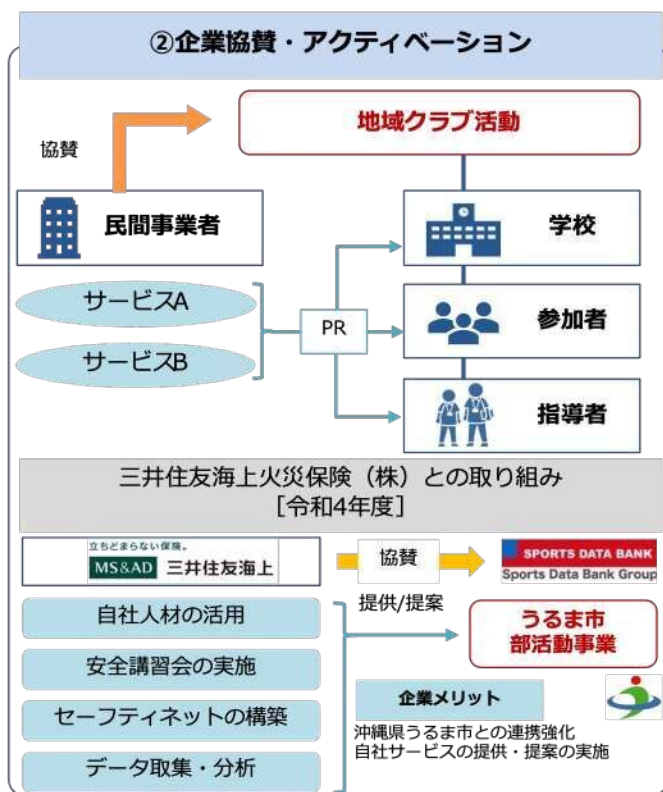 ②企業協賛・アクティベーション
地域クラブ活動
協賛
民間事業者
学校
サービスA
PR
参加者
サービスB
指導者
三井住友海上火災保険（株）との取り組み
［令和4年度］
立ちどまらない保険。
MS&AD 三井住友海上
協賛
SPORTS DATA BANK
Sports Data Bank Group
提供/提案
自社人材の活用
うるま市
部活動事業
安全講習会の実施
企業メリット
セーフティネットの構築
沖縄県うるま市との連携強化
自社サービスの提供・提案の実施
データ取集・分析